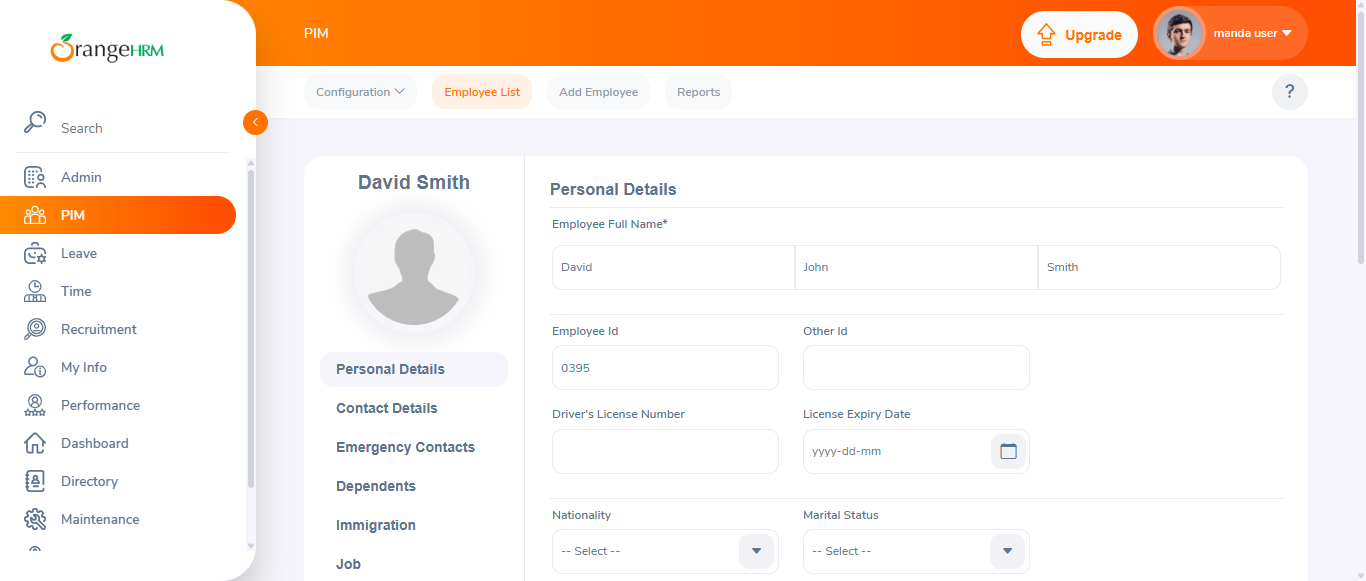 OrangeHRM
PIM
Upgrade
manda user
Search
Configuration
Employee List
Add Employee
Reports
?
Admin
PIM
Leave
Time
Recruitment
My Info
Performance
Dashboard
Directory
Maintenance
David Smith
Personal Details
Contact Details
Emergency Contacts
Dependents
Immigration
Job
Personal Details
Employee Full Name*
David
John
Smith
Employee Id
Other Id
0395
Driver's License Number
License Expiry Date
yyyy-dd-mm
Nationality
Marital Status
-- Select --
-- Select --